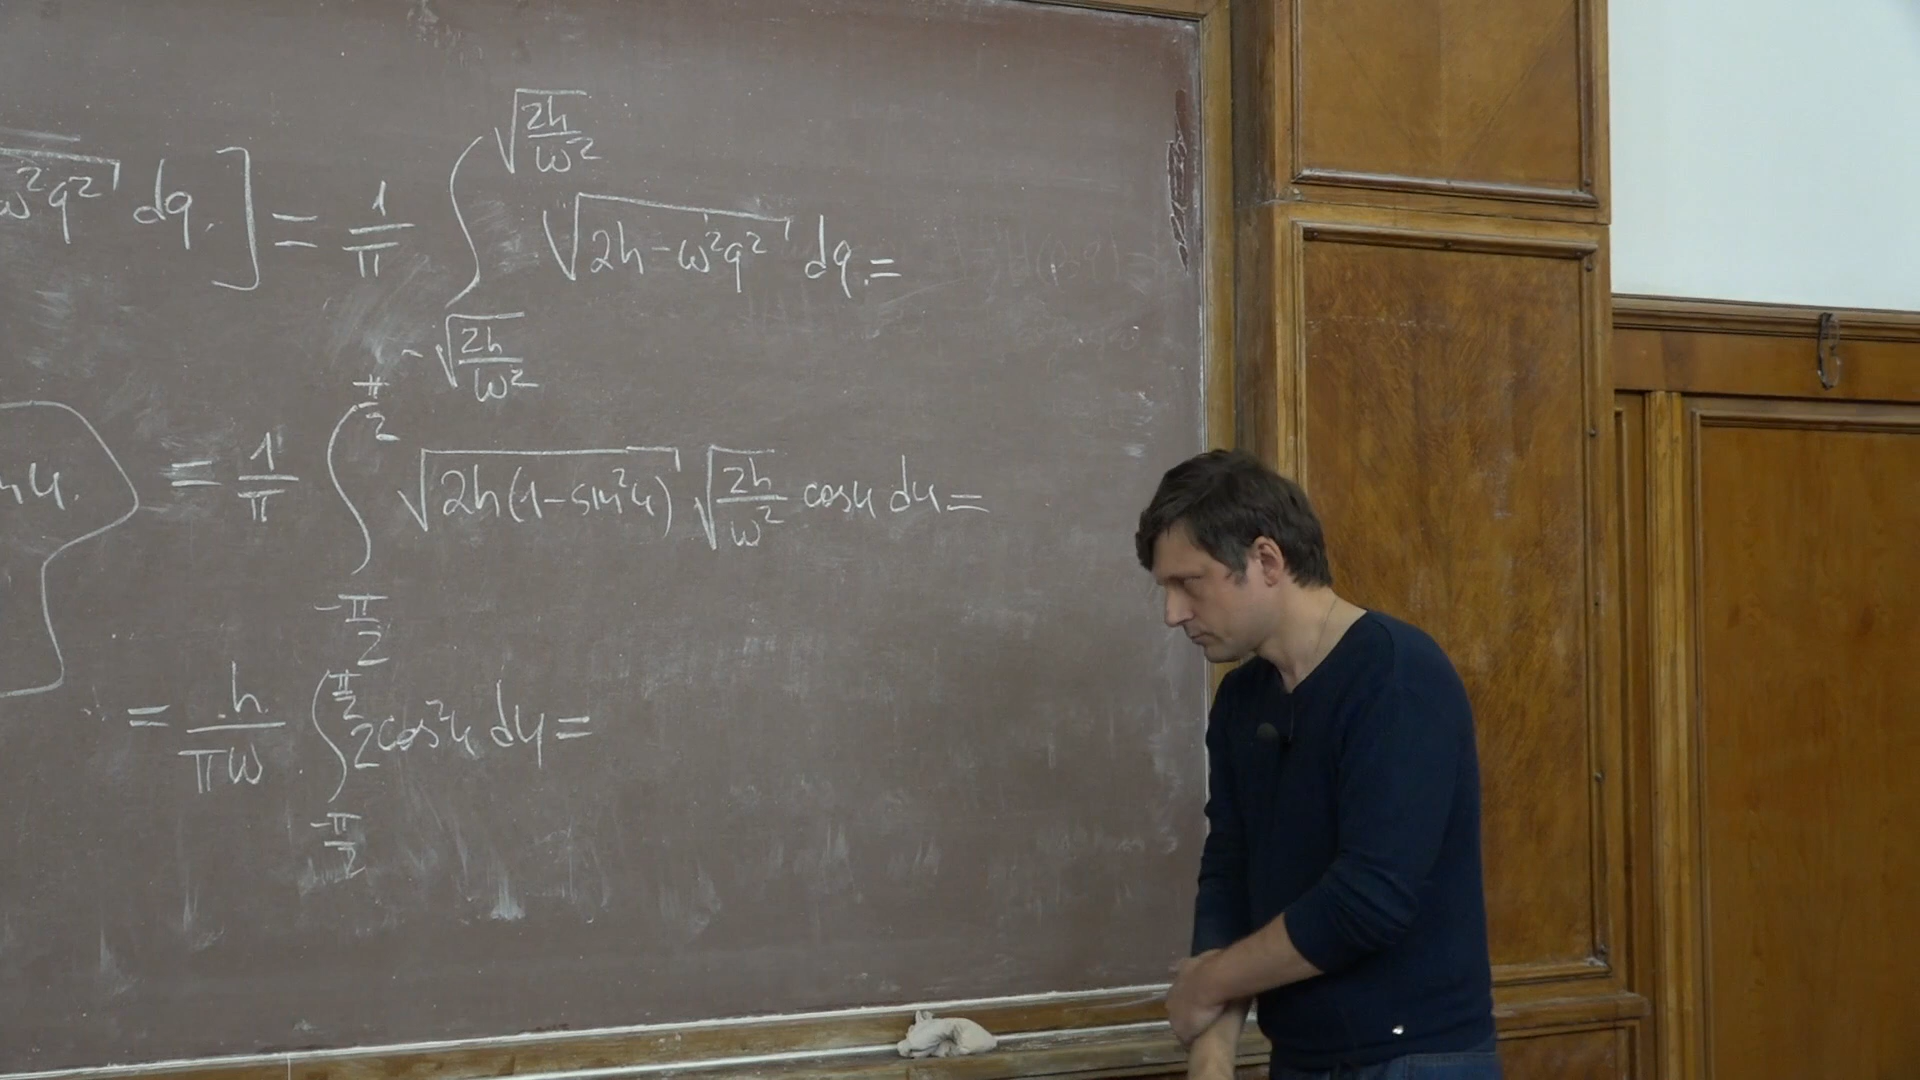 ω²q² dq.] = 1/π ∫_{-√(2h/ω²)}^{√(2h/ω²)} √(2h-ω²q²) dq =
= 1/π ∫_{-π/2}^{π/2} √(2h(1-sin²u)) √(2h/ω²) cosu du =
= h/(πω) ∫_{-π/2}^{π/2} 2cos²u du =